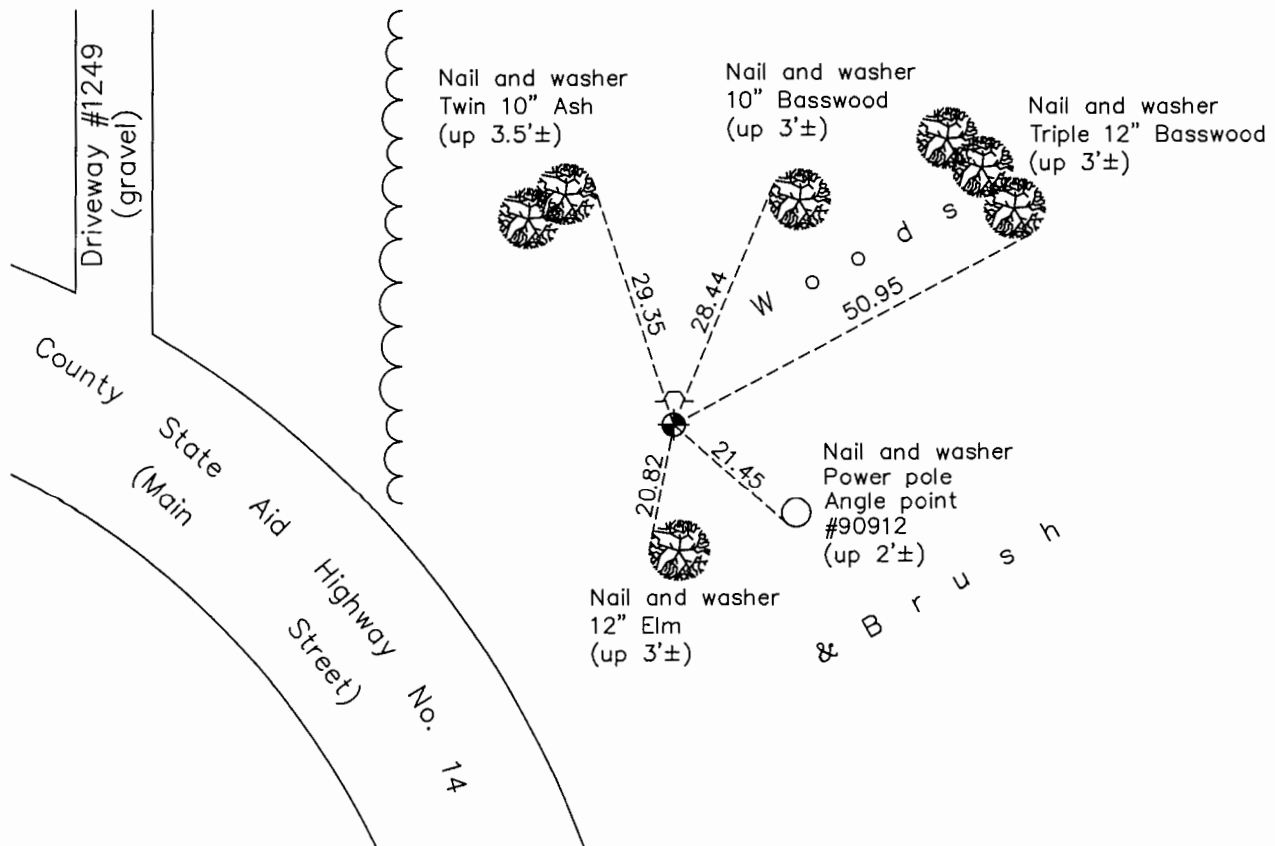 Driveway #1249
(gravel)
Nail and washer
Twin 10" Ash
(up 3.5'±)
Nail and washer
10" Basswood
(up 3'±)
Nail and washer
Triple 12" Basswood
(up 3'±)
Woods
29.35
28.44
50.95
County State Aid Highway No. 14
(Main Street)
20.82
21.45
Nail and washer
Power pole
Angle point
#90912
(up 2'±)
Nail and washer
12" Elm
(up 3'±)
& Brush